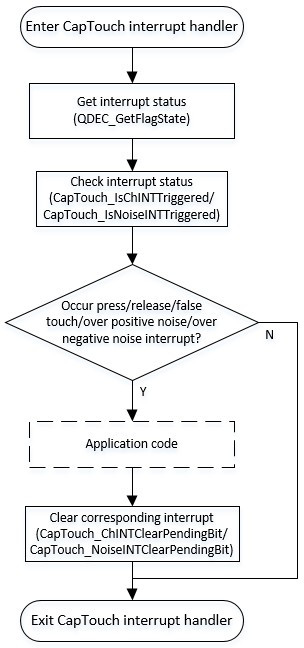 Enter CapTouch interrupt handler
Get interrupt status
(QDEC_GetFlagState)
Check interrupt status
(CapTouch_IsChINTTriggered/
CapTouch_IsNoiseINTTriggered)
Occur press/release/false
touch/over positive noise/over
negative noise interrupt?
N
Y
Application code
Clear corresponding interrupt
(CapTouch_ChINTClearPendingBit/
CapTouch_NoiseINTClearPendingBit)
Exit CapTouch interrupt handler